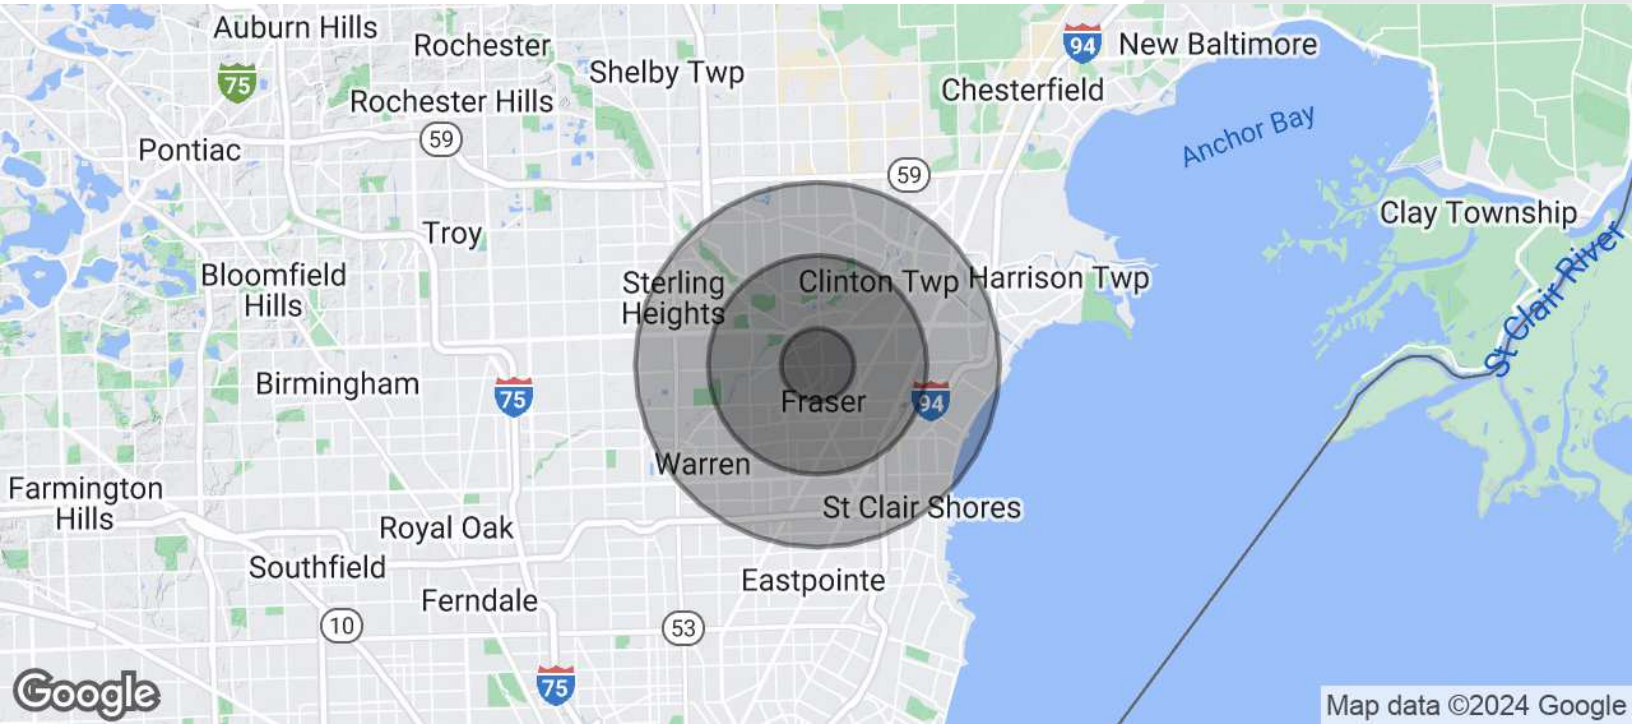 Auburn Hills
Rochester
94
New Baltimore
75
Shelby Twp
Chesterfield
Rochester Hills
59
Pontiac
Anchor Bay
59
Clay Township
Troy
St Clair River
Bloomfield
Hills
Sterling
Heights
Clinton Twp
Harrison Twp
Birmingham
75
Fraser
94
Warren
Farmington
Hills
St Clair Shores
Royal Oak
Southfield
Eastpointe
Ferndale
10
53
75
Google
Map data ©2024 Google